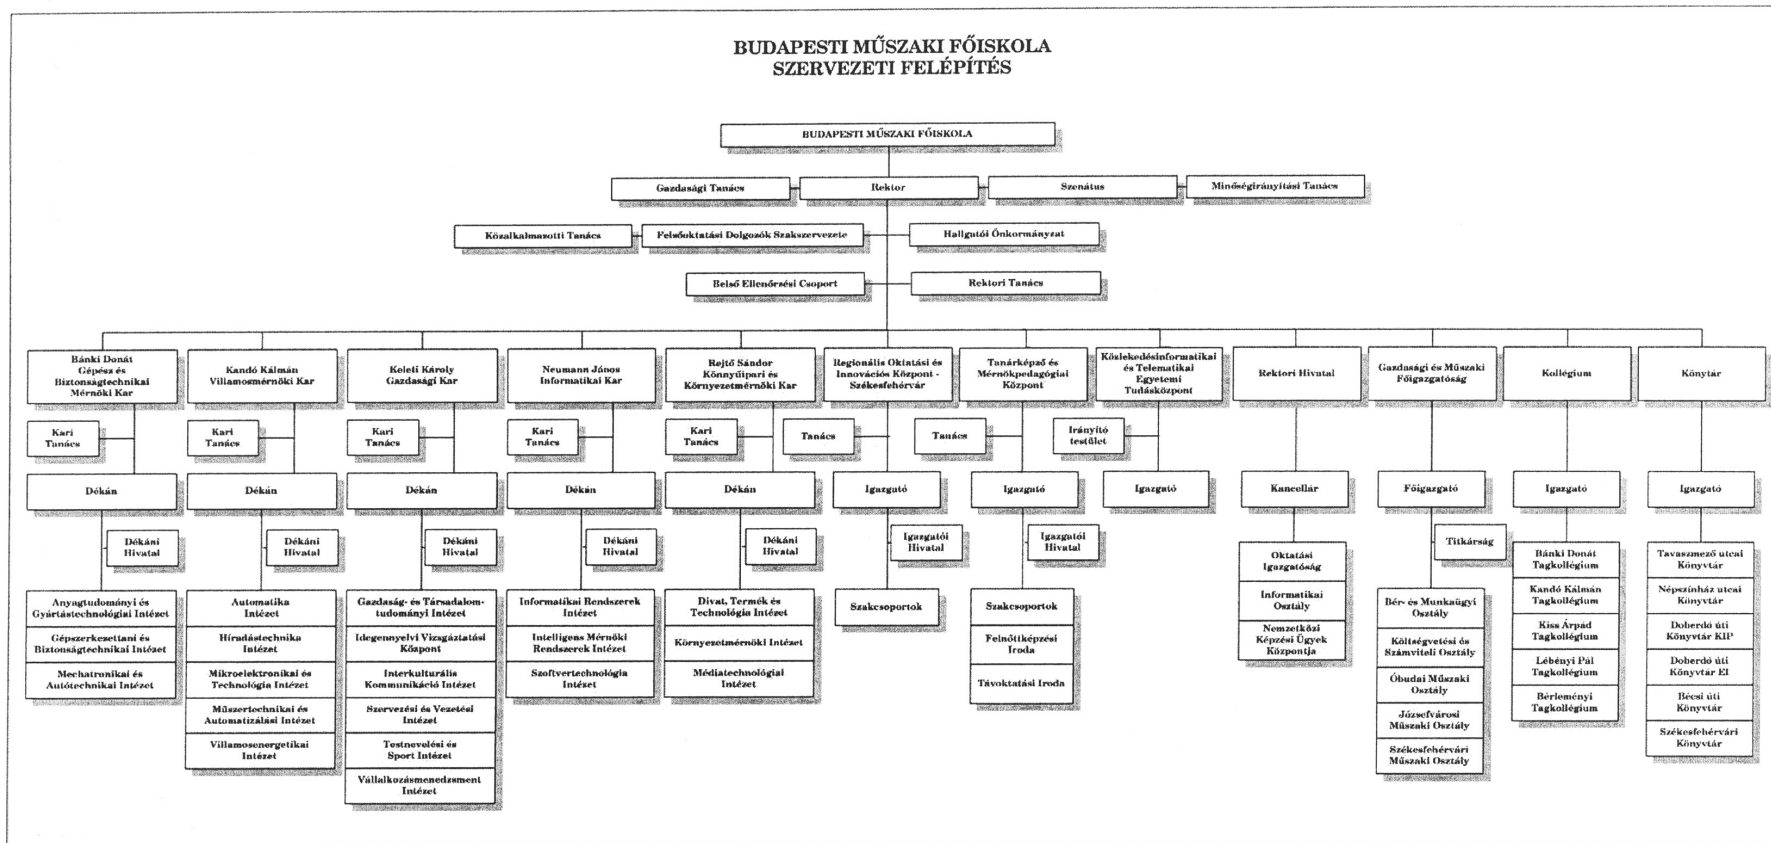 BUDAPESTI MŰSZAKI FŐISKOLA
SZERVEZETI FELÉPÍTÉS
BUDAPESTI MŰSZAKI FŐISKOLA
Gazdasági Tanács
Rektor
Szenátus
Minőségirányítási Tanács
Közalkalmazotti Tanács
Felsőoktatási Dolgozók Szakszervezete
Hallgatói Önkormányzat
Belső Ellenőrzési Csoport
Rektori Tanács
Bánki Donát
Gépész és
Biztonságtechnikai
Mérnöki Kar
Kandó Kálmán
Villamosmérnöki Kar
Keleti Károly
Gazdasági Kar
Neumann János
Informatikai Kar
Rejtő Sándor
Könnyűipari és
Környezetmérnöki Kar
Regionális Oktatási és
Innovációs Központ -
Székesfehérvár
Tanárképző és
Mérnökpedagógiai
Központ
Közlekedésinformatikai
és Telematikai
Egyetemi
Tudásközpont
Rektori Hivatal
Gazdasági és Műszaki
Főigazgatóság
Kollégium
Könytár
Kari
Tanács
Kari
Tanács
Kari
Tanács
Kari
Tanács
Kari
Tanács
Tanács
Tanács
Irányító
testület
Dékán
Dékán
Dékán
Dékán
Dékán
Igazgutó
Igazgató
Igazgató
Kancellár
Főigazgató
Igazgató
Igazgató
Dékáni
Hivatal
Dékáni
Hivatal
Dékáni
Hivatal
Dékáni
Hivatal
Dékáni
Hivatal
Igazgatói
Hivatal
Igazgatói
Hivatal
Titkárság
Anyagtudományi és
Gyártástechnológiai Intézet
Gépszerkesettani és
Biztonságtechnikai Intézet
Mechatronikai és
Autótechnikai Intézet
Automatika
Intézet
Híradástechnika
Intézet
Mikroelektronikai és
Technológia Intézet
Műszertechnikai és
Automatizálási Intézet
Villamosenergetikai
Intézet
Gazdaság- és Társadalom-
tudományi Intézet
Idegennyelvi Vizsgáztatási
Központ
Interkulturális
Kommunikáció Intézet
Szervezési és Vezetési
Intézet
Testnevelési és
Sport Intézet
Vállalkozásmenedzsment
Intézet
Informatikai Rendszerek
Intézet
Intelligens Mérnöki
Rendszerek Intézet
Szoftvertechnológia
Intézet
Divat, Termék és
Technológia Intézet
Környezetmérnöki Intézet
Médiatechnológiai
Intézet
Szakcsoportok
Szakcsoportok
Felnőttképzési
Iroda
Távoktatási Iroda
Oktatási
Igazgatóság
Informatikai
Osztály
Nemzetközi
Képzési Ügyek
Központja
Bér- és Munkaügyi
Osztály
Költségvetési és
Számviteli Osztály
Óbudai Műszaki
Osztály
Józsefvárosi
Műszaki Osztály
Székesfehérvári
Műszaki Osztály
Bánki Donát
Tagkollégium
Kandó Kálmán
Tagkollégium
Kiss Árpád
Tagkollégium
Lébényi Pál
Tagkollégium
Bérleményi
Tagkollégium
Tavaszmező utcai
Könyvtár
Népszínház utcai
Könyvtár
Doberdó úti
Könyvtár KIP
Doberdó úti
Könyvtár EI
Bécsi úti
Könyvtár
Székesfehérvári
Könyvtár